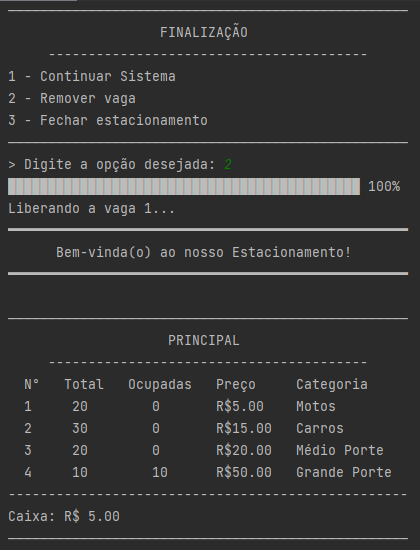 FINALIZAÇÃO
----------------------------------------
1 - Continuar Sistema
2 - Remover vaga
3 - Fechar estacionamento
> Digite a opção desejada: 2
100%
Liberando a vaga 1...
Bem-vinda(o) ao nosso Estacionamento!
PRINCIPAL
----------------------------------------
N° Total Ocupadas Preço Categoria
1 20 0 R$5.00 Motos
2 30 0 R$15.00 Carros
3 20 0 R$20.00 Médio Porte
4 10 10 R$50.00 Grande Porte
--------------------------------------------------
Caixa: R$ 5.00